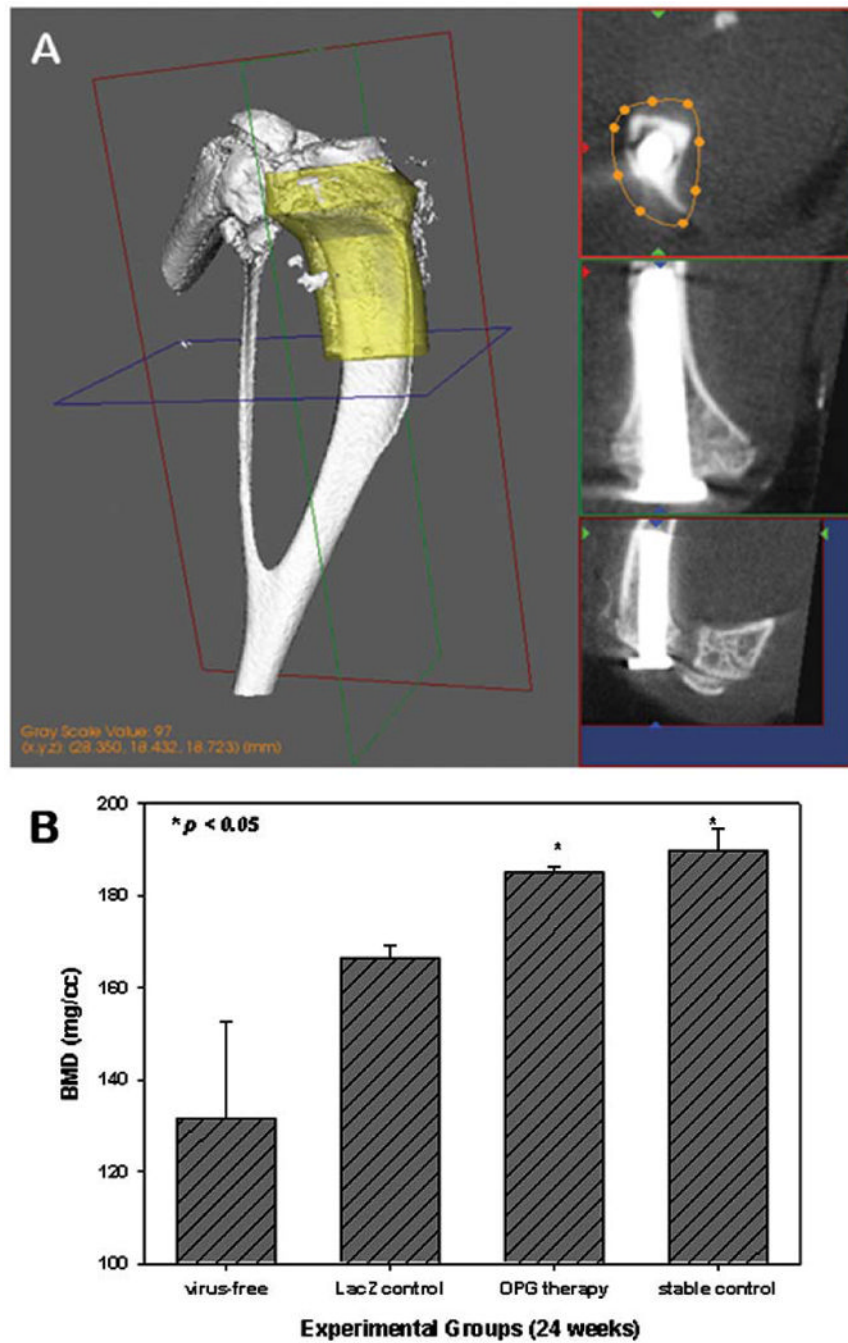 A
Gray Scale Value: 97
(x,y,z): (28.350, 18.432, 18.723) (mm)
B
* p < 0.05
*
*
200
180
160
140
120
100
BMD (mg/cc)
virus-free
LacZ control
OPG therapy
stable control
Experimental Groups (24 weeks)